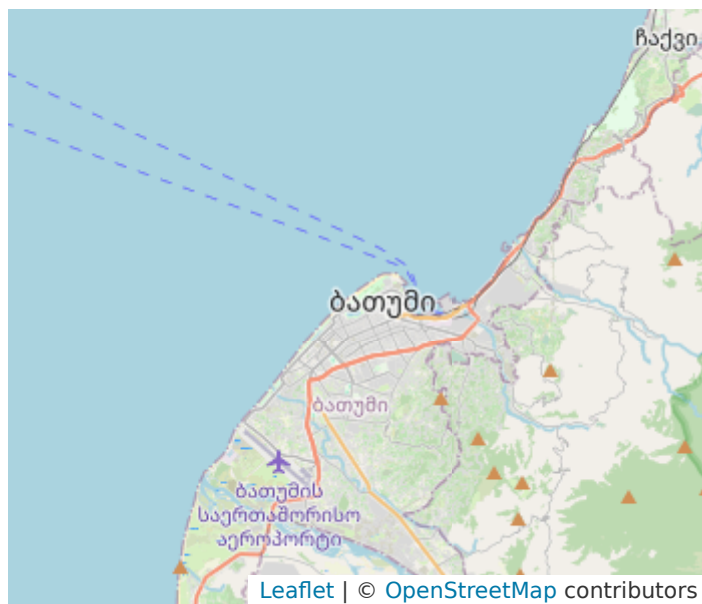 ჩაქვი
ბათუმი
ბათუმი
ბათუმის
საერთაშორისო
აეროპორტი
Leaflet | © OpenStreetMap contributors